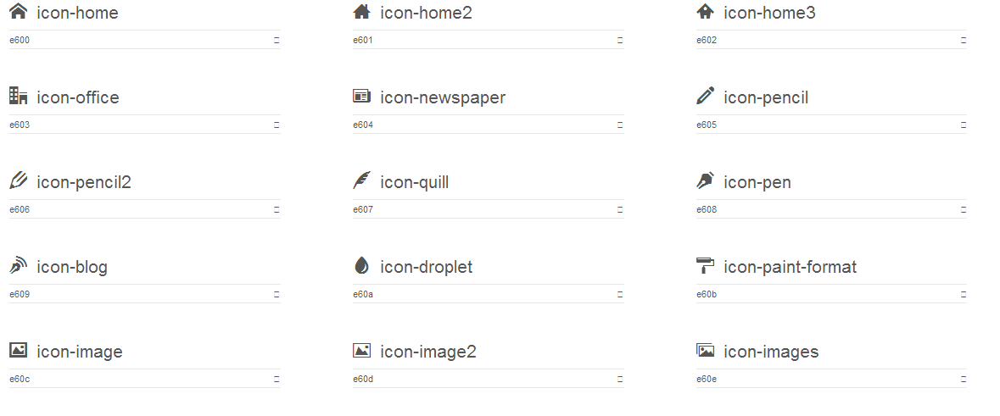 icon-home icon-home2 icon-home3
e600 e601 e602
icon-office icon-newspaper icon-pencil
e603 e604 e605
icon-pencil2 icon-quill icon-pen
e606 e607 e608
icon-blog icon-droplet icon-paint-format
e609 e60a e60b
icon-image icon-image2 icon-images
e60c e60d e60e